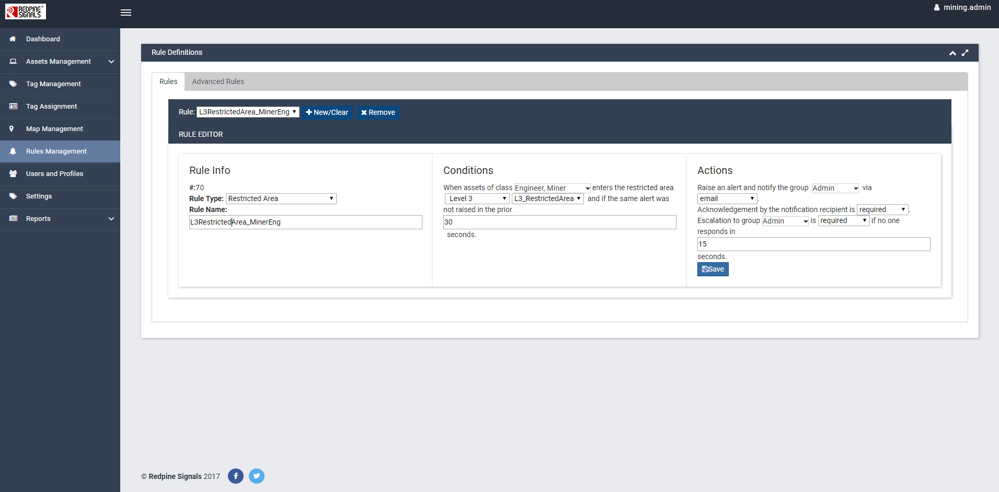 REDPINE®
SIGNALS
mining.admin
Dashboard
Assets Management
Tag Management
Tag Assignment
Map Management
Rules Management
Users and Profiles
Settings
Reports
Rule Definitions
Rules
Advanced Rules
Rule: L3RestrictedArea_MinerEng New/Clear Remove
RULE EDITOR
Rule Info
#:70
Rule Type: Restricted Area
Rule Name:
L3RestrictedArea_MinerEng
Conditions
When assets of class Engineer, Miner enters the restricted area
Level 3 L3_RestrictedArea and if the same alert was
not raised in the prior
30
seconds.
Actions
Raise an alert and notify the group Admin via
email .
Acknowledgement by the notification recipient is required .
Escalation to group Admin is required if no one
responds in
15
seconds.
Save
© Redpine Signals 2017